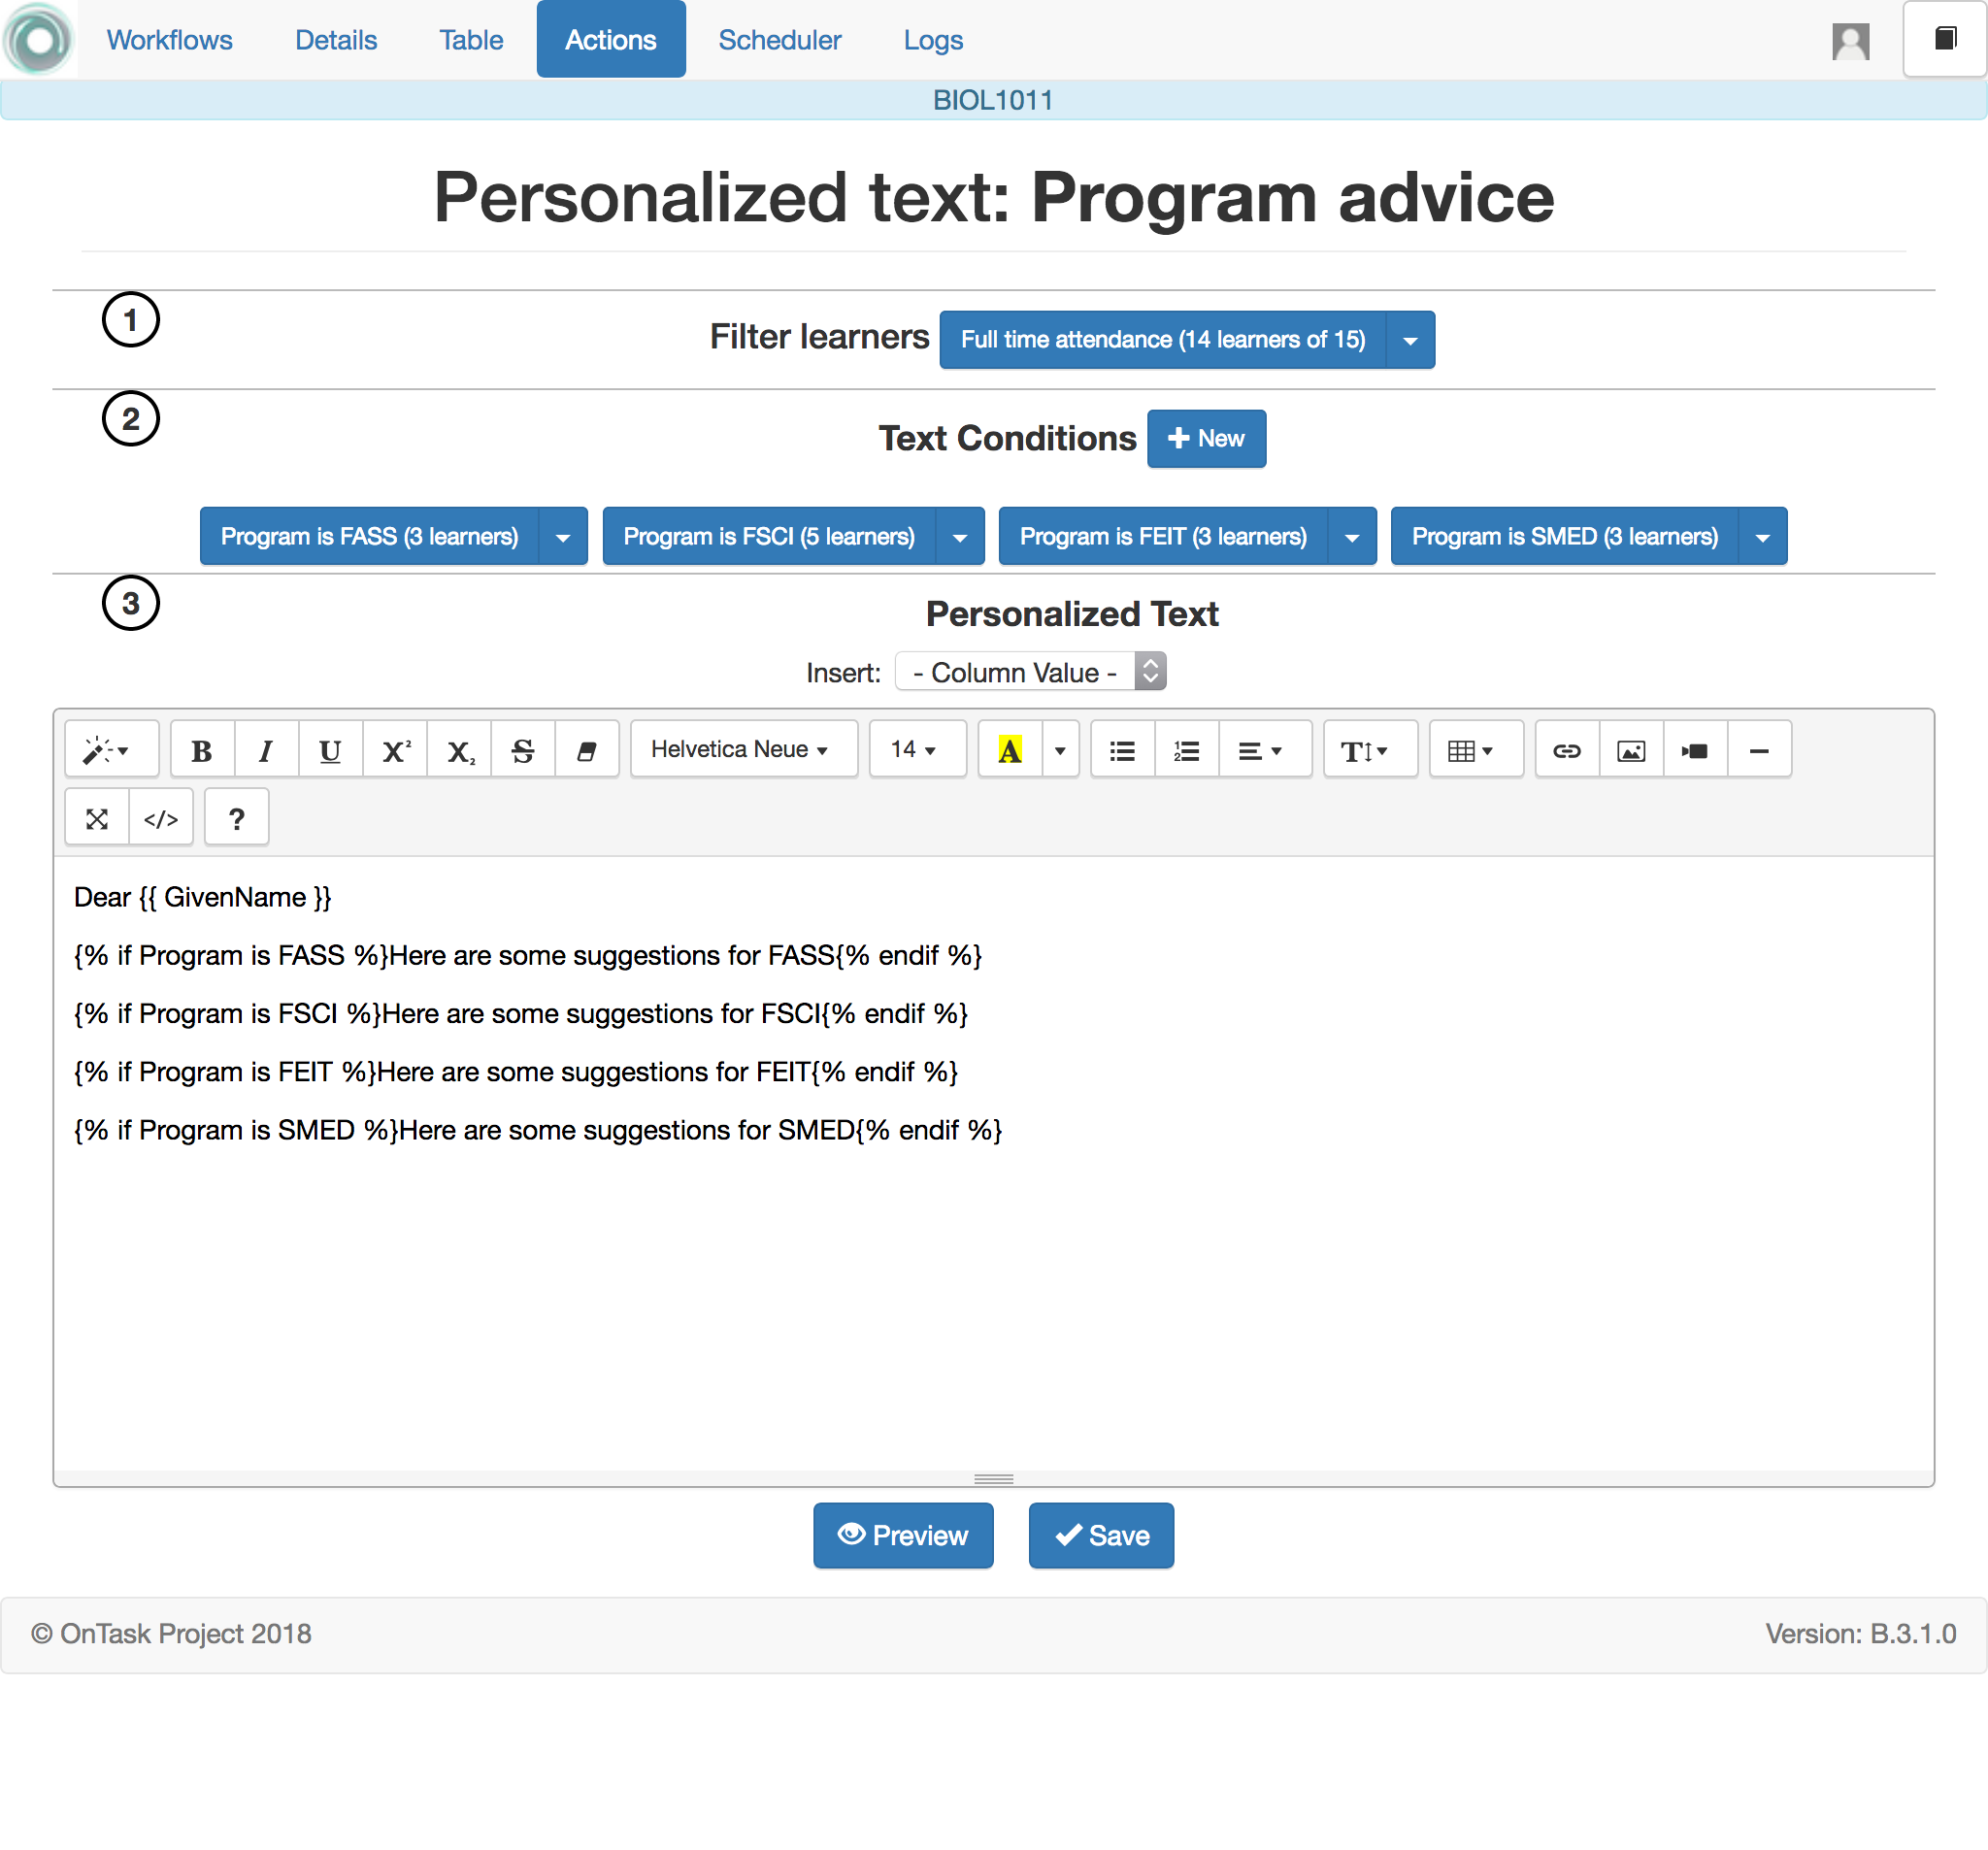 Workflows Details Table Actions Scheduler Logs
BIOL1011
Personalized text: Program advice
1
Filter learners Full time attendance (14 learners of 15)
2
Text Conditions New
Program is FASS (3 learners) Program is FSCI (5 learners) Program is FEIT (3 learners) Program is SMED (3 learners)
3
Personalized Text
Insert: - Column Value -
B I U X² X₂ S Helvetica Neue 14 A T
</> ?
Dear {{ GivenName }}
{% if Program is FASS %}Here are some suggestions for FASS{% endif %}
{% if Program is FSCI %}Here are some suggestions for FSCI{% endif %}
{% if Program is FEIT %}Here are some suggestions for FEIT{% endif %}
{% if Program is SMED %}Here are some suggestions for SMED{% endif %}
Preview Save
© OnTask Project 2018 Version: B.3.1.0